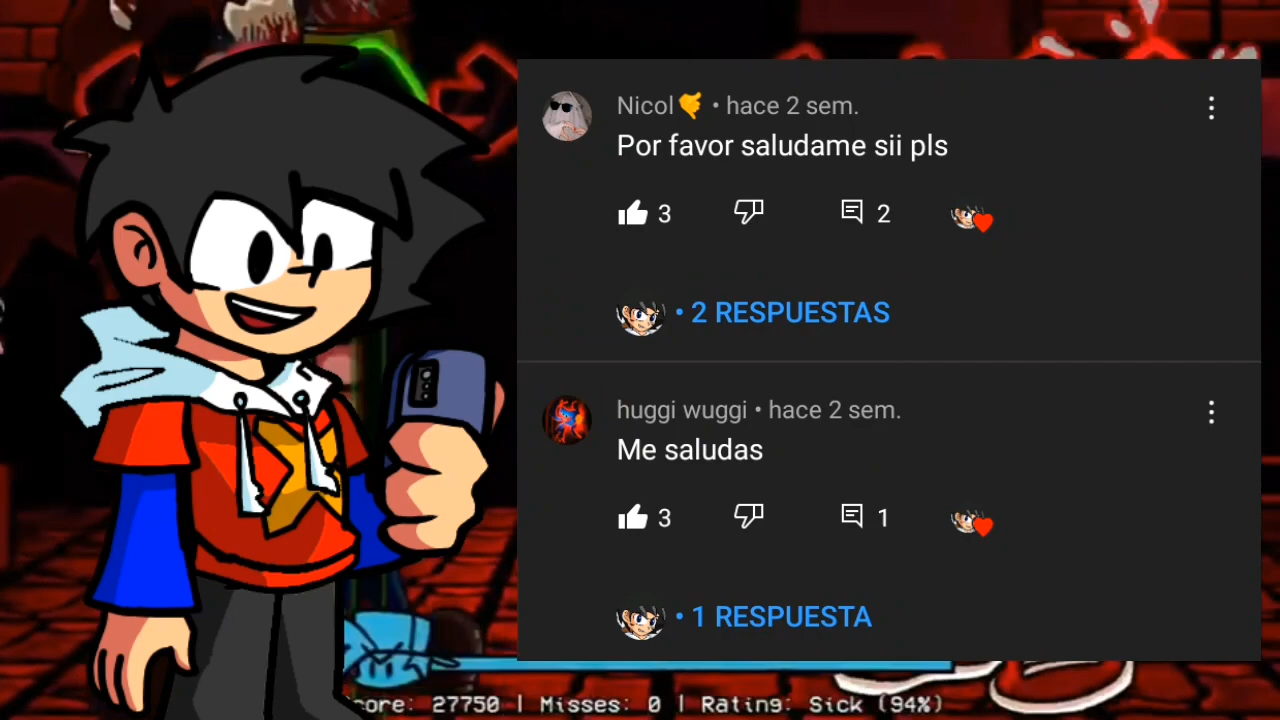 Nicol🤙 • hace 2 sem.
Por favor saludame sii pls
3
2
• 2 RESPUESTAS
huggi wuggi • hace 2 sem.
Me saludas
3
1
• 1 RESPUESTA
core: 27750 | Misses: 0 | Rating: Sick (94%)